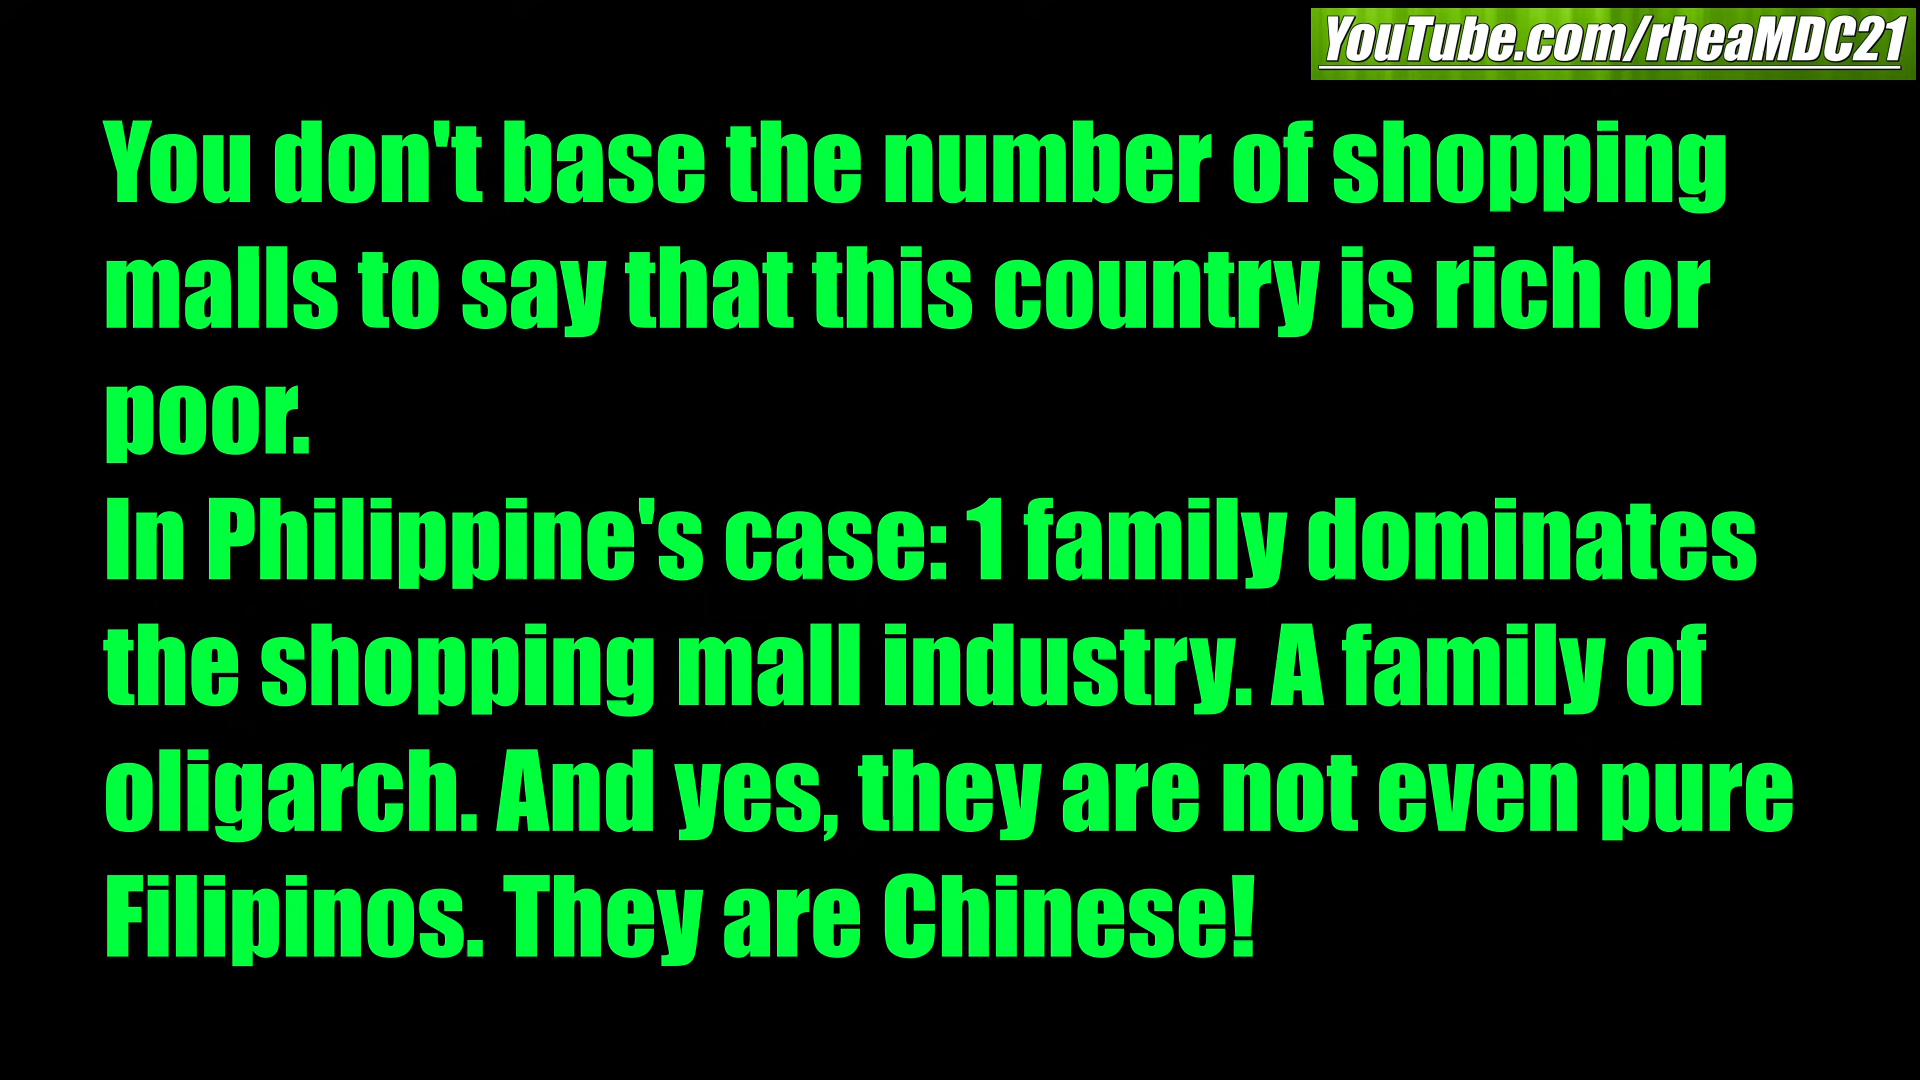 YouTube.com/rheaMDC21
You don't base the number of shopping
malls to say that this country is rich or
poor.
In Philippine's case: 1 family dominates
the shopping mall industry. A family of
oligarch. And yes, they are not even pure
Filipinos. They are Chinese!